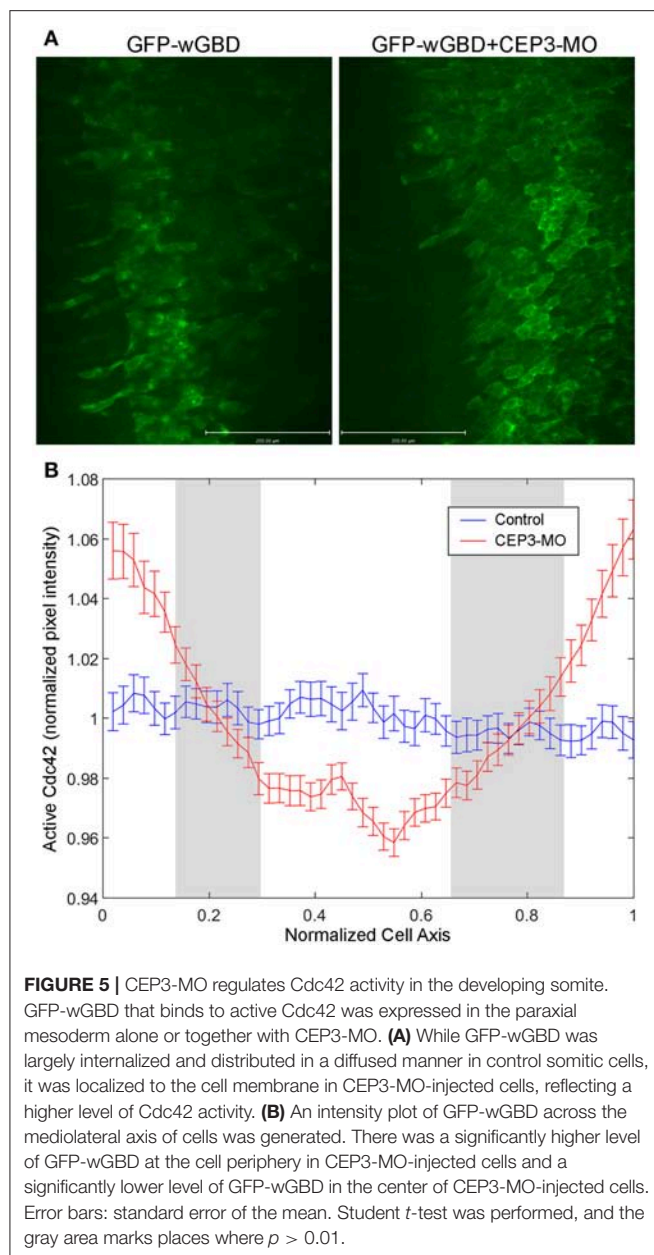 A
GFP-wGBD
GFP-wGBD+CEP3-MO
200.00 µm
200.00 µm
B
1.08
1.06
1.04
1.02
1
0.98
0.96
0.94
Active Cdc42 (normalized pixel intensity)
Control
CEP3-MO
0
0.2
0.4
0.6
0.8
1
Normalized Cell Axis
FIGURE 5 | CEP3-MO regulates Cdc42 activity in the developing somite.
GFP-wGBD that binds to active Cdc42 was expressed in the paraxial
mesoderm alone or together with CEP3-MO. (A) While GFP-wGBD was
largely internalized and distributed in a diffused manner in control somitic cells,
it was localized to the cell membrane in CEP3-MO-injected cells, reflecting a
higher level of Cdc42 activity. (B) An intensity plot of GFP-wGBD across the
mediolateral axis of cells was generated. There was a significantly higher level
of GFP-wGBD at the cell periphery in CEP3-MO-injected cells and a
significantly lower level of GFP-wGBD in the center of CEP3-MO-injected cells.
Error bars: standard error of the mean. Student t-test was performed, and the
gray area marks places where p > 0.01.